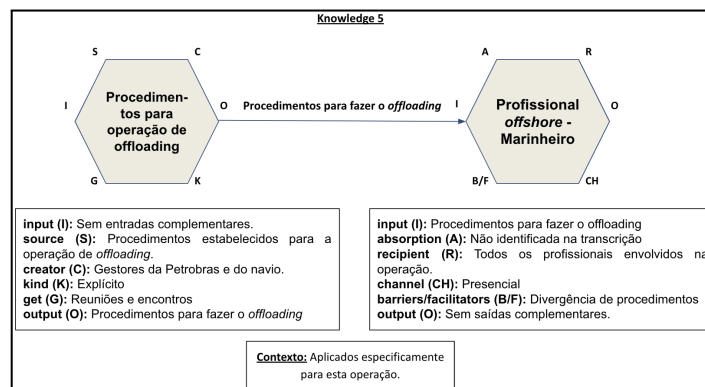 Knowledge 5
S
C
A
R
I
Procedimen-
tos para
operação de
offloading
O
Procedimentos para fazer o offloading
I
Profissional
offshore -
Marinheiro
O
G
K
B/F
CH
input (I): Sem entradas complementares.
source (S): Procedimentos estabelecidos para a
operação de offloading.
creator (C): Gestores da Petrobras e do navio.
kind (K): Explícito
get (G): Reuniões e encontros
output (O): Procedimentos para fazer o offloading
input (I): Procedimentos para fazer o offloading
absorption (A): Não identificada na transcrição
recipient (R): Todos os profissionais envolvidos na
operação.
channel (CH): Presencial
barriers/facilitators (B/F): Divergência de procedimentos
output (O): Sem saídas complementares.
Contexto: Aplicados especificamente
para esta operação.